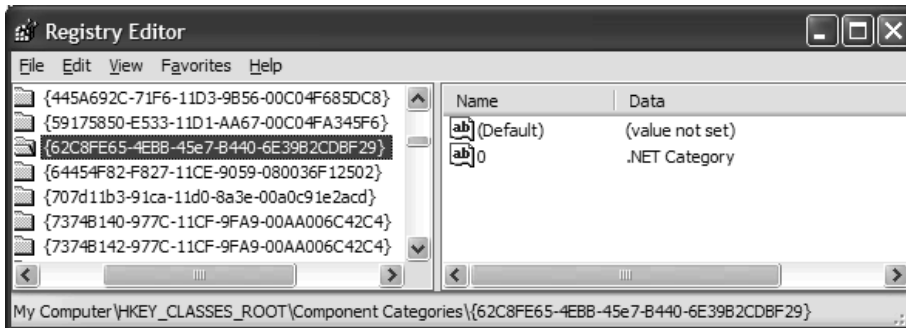 Registry Editor
File Edit View Favorites Help
{445A692C-71F6-11D3-9B56-00C04F685DC8}
{59175850-E533-11D1-AA67-00C04FA345F6}
{62C8FE65-4EBB-45e7-B440-6E39B2CDBF29}
{64454F82-F827-11CE-9059-080036F12502}
{707d11b3-91ca-11d0-8a3e-00a0c91e2acd}
{7374B140-977C-11CF-9FA9-00AA006C42C4}
{7374B142-977C-11CF-9FA9-00AA006C42C4}
Name Data
ab (Default) (value not set)
ab 0 .NET Category
My Computer\HKEY_CLASSES_ROOT\Component Categories\{62C8FE65-4EBB-45e7-B440-6E39B2CDBF29}